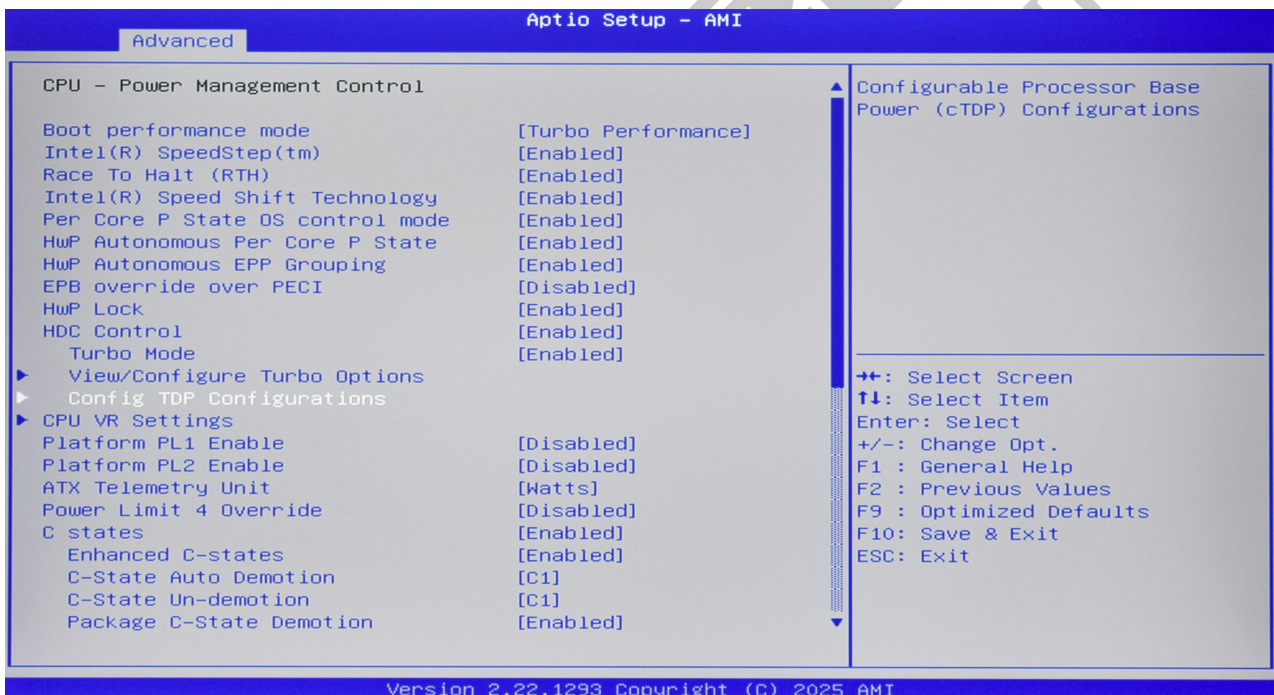 Aptio Setup - AMI
Advanced
CPU - Power Management Control
Boot performance mode [Turbo Performance]
Intel(R) SpeedStep(tm) [Enabled]
Race To Halt (RTH) [Enabled]
Intel(R) Speed Shift Technology [Enabled]
Per Core P State OS control mode [Enabled]
HwP Autonomous Per Core P State [Enabled]
HwP Autonomous EPP Grouping [Enabled]
EPB override over PECI [Disabled]
HwP Lock [Enabled]
HDC Control [Enabled]
Turbo Mode [Enabled]
View/Configure Turbo Options
Config TDP Configurations
CPU VR Settings
Platform PL1 Enable [Disabled]
Platform PL2 Enable [Disabled]
ATX Telemetry Unit [Watts]
Power Limit 4 Override [Disabled]
C states [Enabled]
Enhanced C-states [Enabled]
C-State Auto Demotion [C1]
C-State Un-demotion [C1]
Package C-State Demotion [Enabled]
Configurable Processor Base
Power (cTDP) Configurations
→←: Select Screen
↑↓: Select Item
Enter: Select
+/-: Change Opt.
F1 : General Help
F2 : Previous Values
F9 : Optimized Defaults
F10: Save & Exit
ESC: Exit
Version 2.22.1293 Copyright (C) 2025 AMI